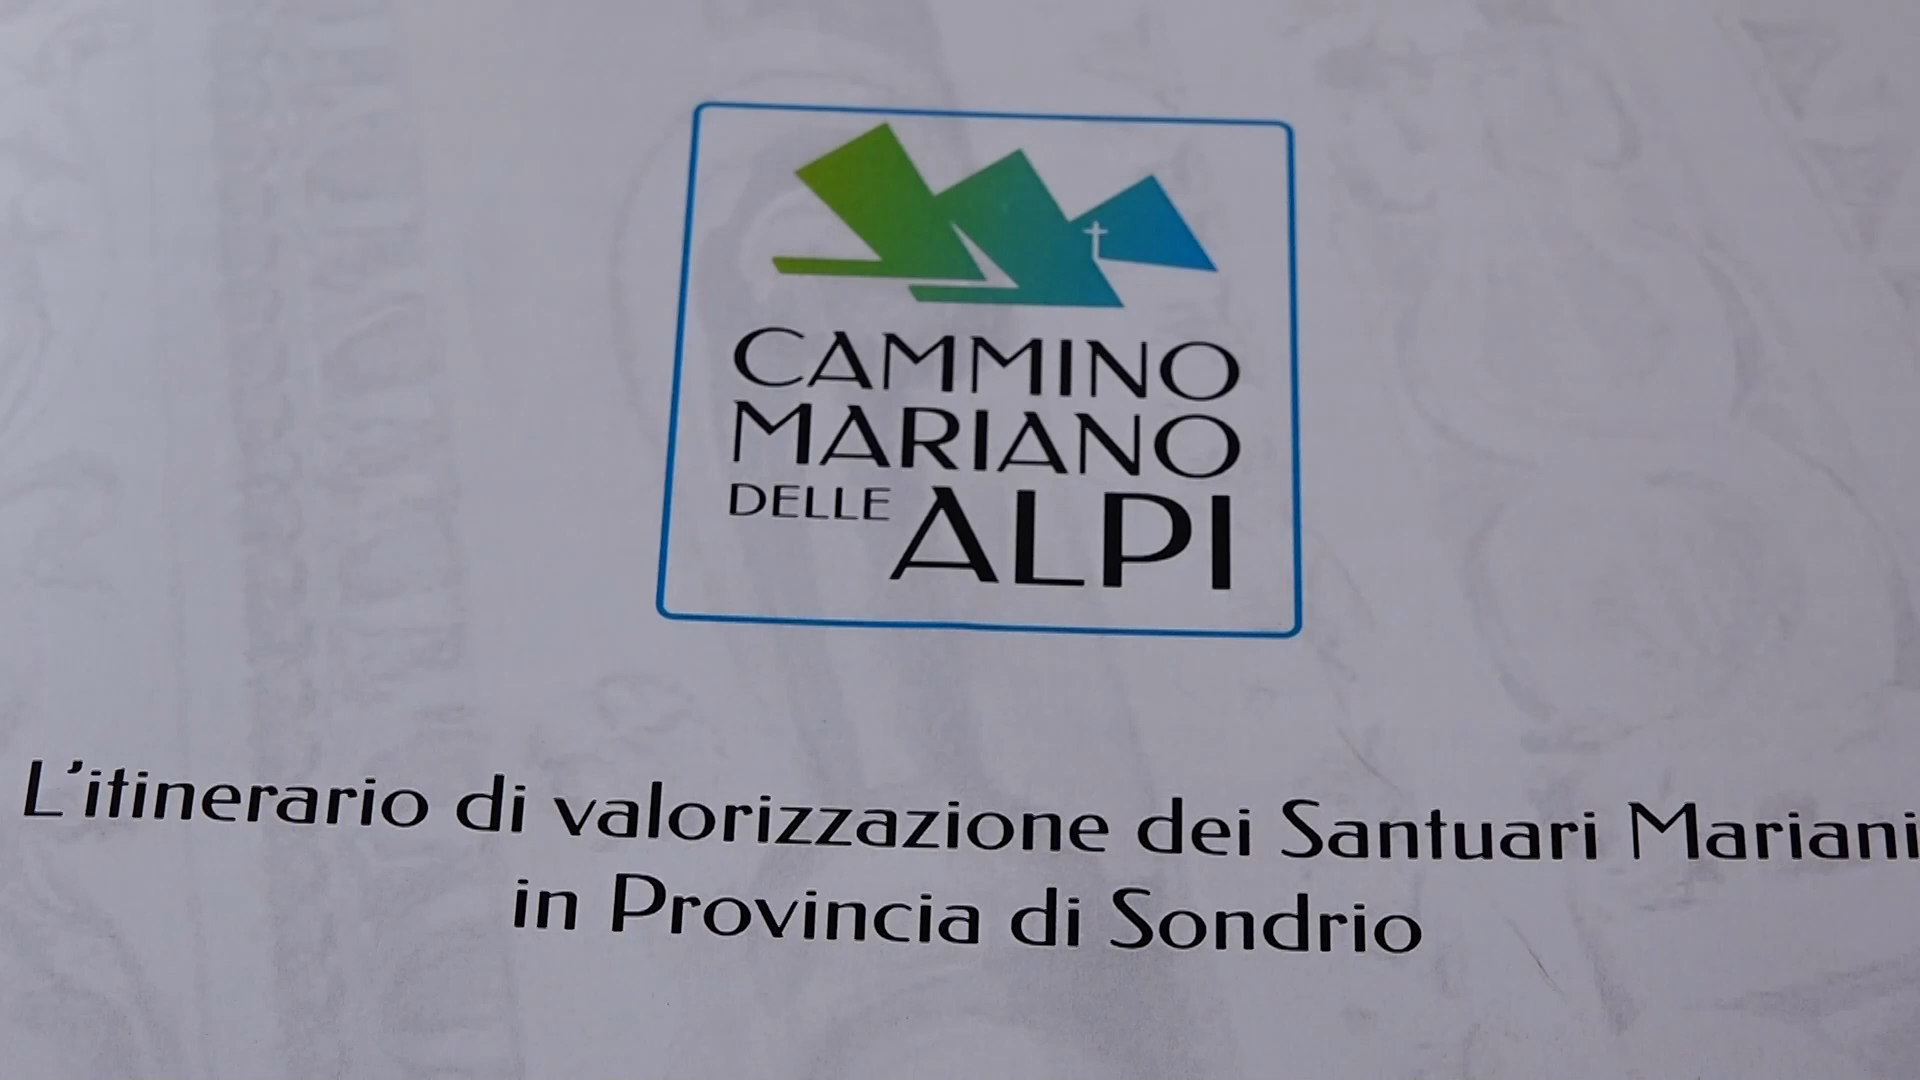 CAMMINO
MARIANO
DELLE ALPI
L'itinerario di valorizzazione dei Santuari Mariani
in Provincia di Sondrio